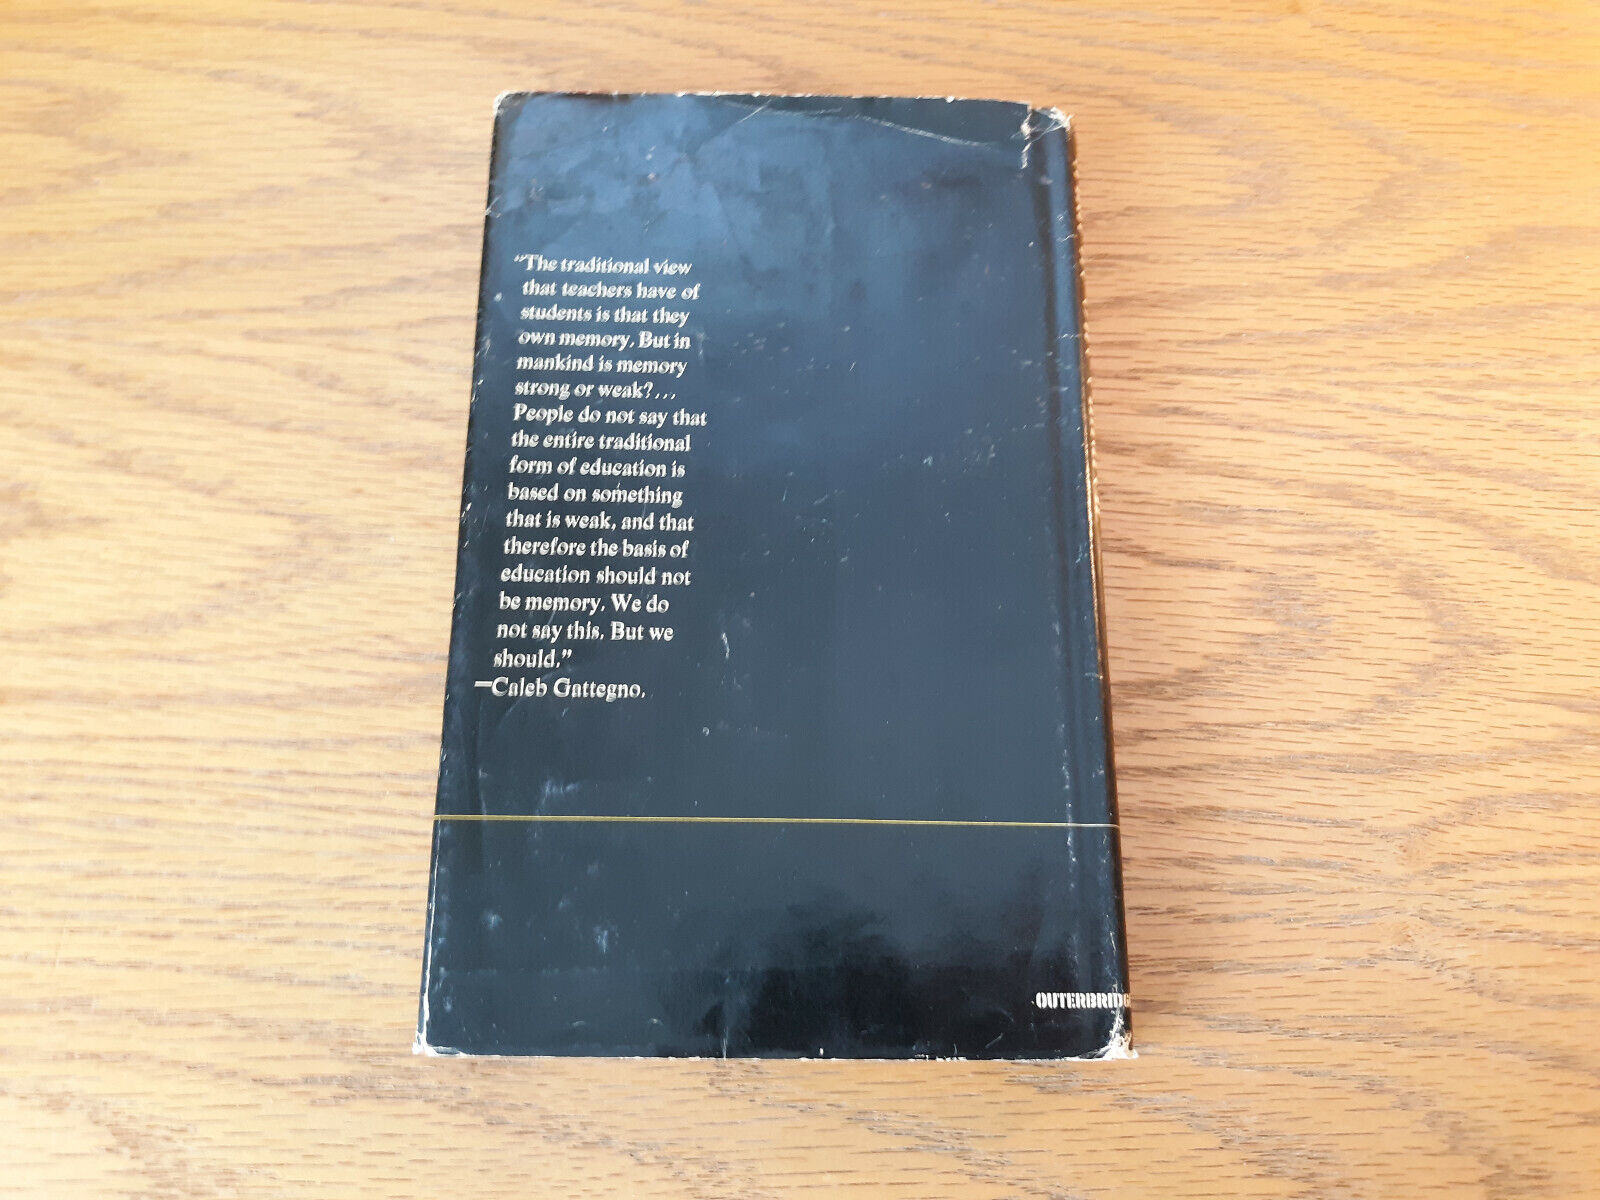 "The traditional view
that teachers have of
students is that they
own memory. But in
mankind is memory
strong or weak?...
People do not say that
the entire traditional
form of education is
based on something
that is weak, and that
therefore the basis of
education should not
be memory. We do
not say this. But we
should."
—Caleb Gattegno.
OUTERBRIDG